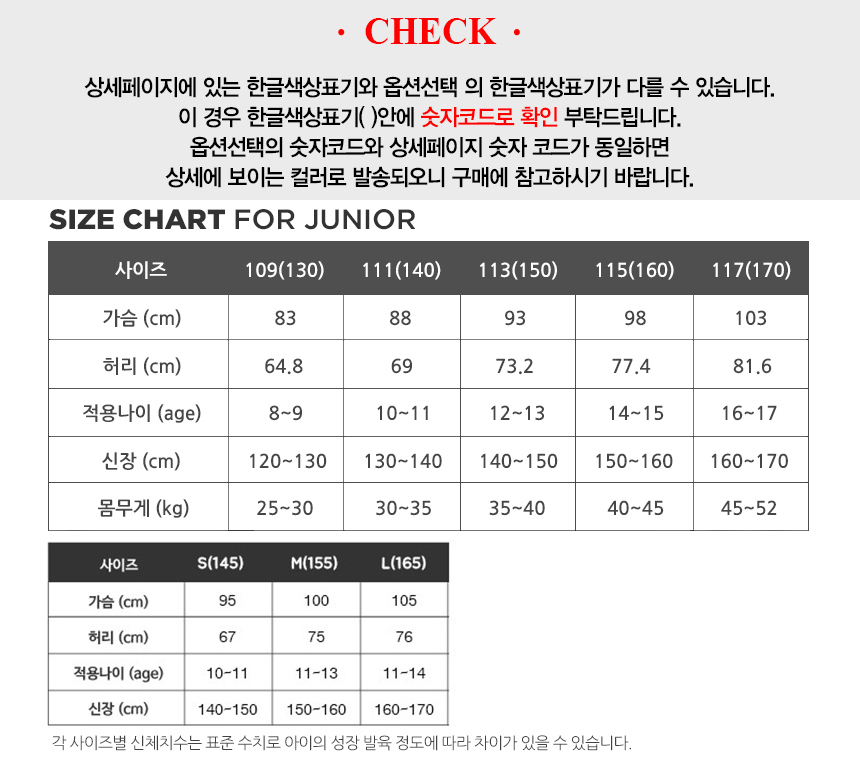 · CHECK ·
상세페이지에 있는 한글색상표기와 옵션선택 의 한글색상표기가 다를 수 있습니다.
이 경우 한글색상표기( )안에 숫자코드로 확인 부탁드립니다.
옵션선택의 숫자코드와 상세페이지 숫자 코드가 동일하면
상세에 보이는 컬러로 발송되오니 구매에 참고하시기 바랍니다.
SIZE CHART FOR JUNIOR
사이즈 109(130) 111(140) 113(150) 115(160) 117(170)
가슴 (cm) 83 88 93 98 103
허리 (cm) 64.8 69 73.2 77.4 81.6
적용나이 (age) 8~9 10~11 12~13 14~15 16~17
신장 (cm) 120~130 130~140 140~150 150~160 160~170
몸무게 (kg) 25~30 30~35 35~40 40~45 45~52
사이즈 S(145) M(155) L(165)
가슴 (cm) 95 100 105
허리 (cm) 67 75 76
적용나이 (age) 10-11 11-13 11-14
신장 (cm) 140-150 150-160 160-170
각 사이즈별 신체치수는 표준 수치로 아이의 성장 발육 정도에 따라 차이가 있을 수 있습니다.